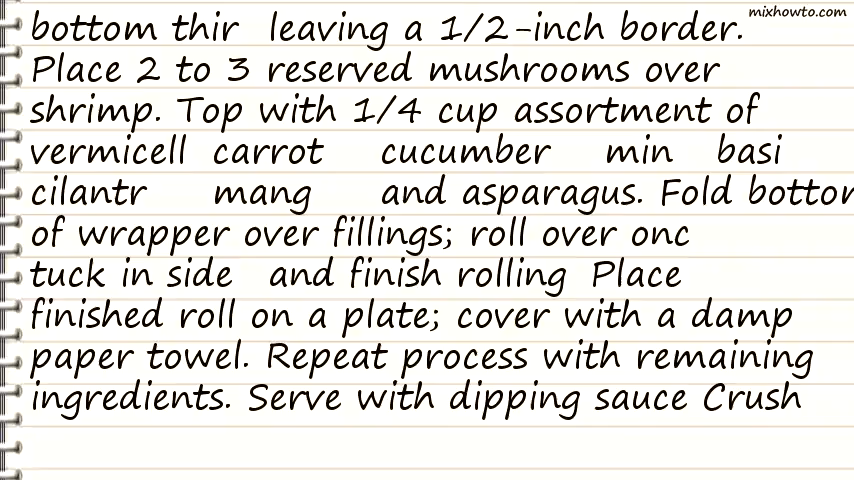 mixhowto.com
bottom thir leaving a 1/2-inch border.
Place 2 to 3 reserved mushrooms over
shrimp. Top with 1/4 cup assortment of
vermicell carrot cucumber min basi
cilantr mang and asparagus. Fold bottom
of wrapper over fillings; roll over onc
tuck in side and finish rolling Place
finished roll on a plate; cover with a damp
paper towel. Repeat process with remaining
ingredients. Serve with dipping sauce Crush